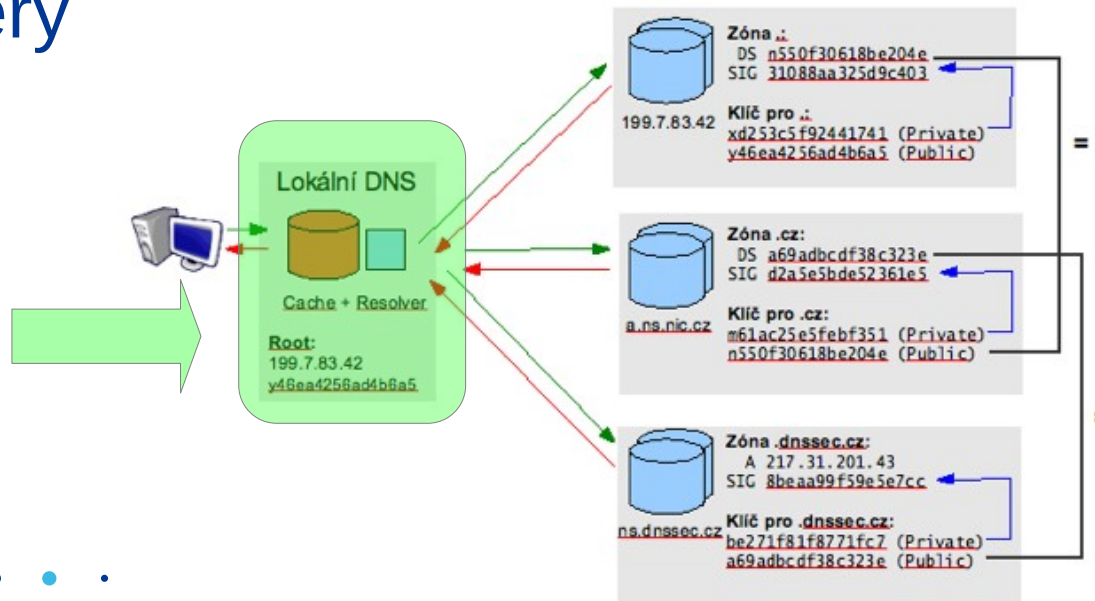 ery
Lokální DNS
Cache + Resolver
Root:
199.7.83.42
y46ea4256ad4b6a5
199.7.83.42
Zóna .:
DS n550f30618be204e
SIG 31088aa325d9c403
Klíč pro .:
xd253c5f92441741 (Private)
y46ea4256ad4b6a5 (Public)
=
a.ns.nic.cz
Zóna .cz:
DS a69adbcdf38c323e
SIG d2a5e5bde52361e5
Klíč pro .cz:
m61ac25e5febf351 (Private)
n550f30618be204e (Public)
ns.dnssec.cz
Zóna .dnssec.cz:
A 217.31.201.43
SIG 8beaa99f59e5e7cc
Klíč pro .dnssec.cz:
be271f81f8771fc7 (Private)
a69adbcdf38c323e (Public)